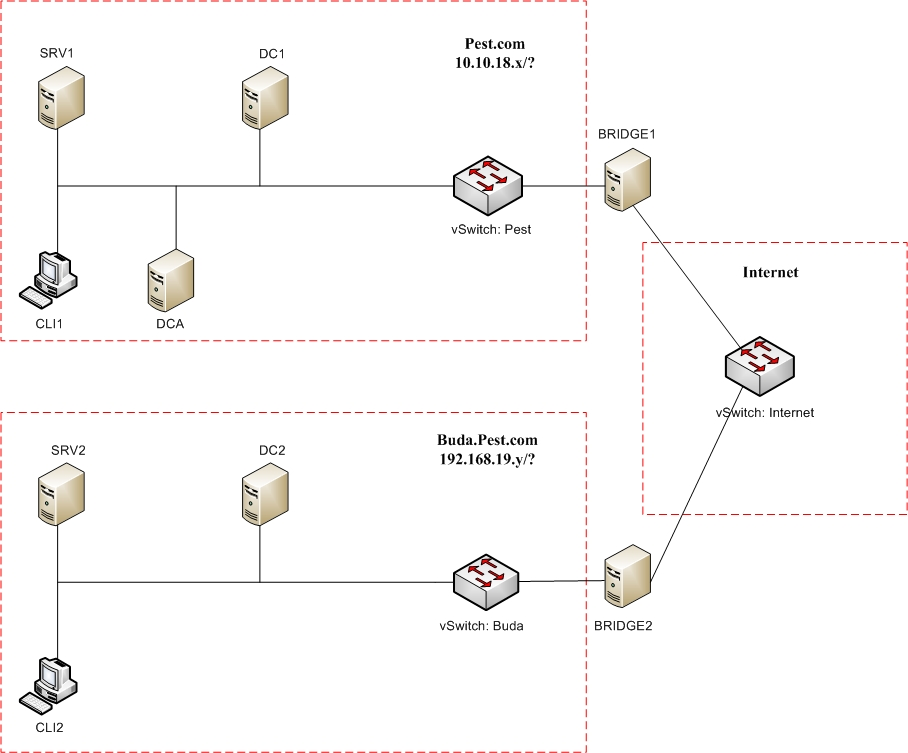 SRV1
DC1
Pest.com
10.10.18.x/?
BRIDGE1
vSwitch: Pest
CLI1
DCA
Internet
vSwitch: Internet
SRV2
DC2
Buda.Pest.com
192.168.19.y/?
vSwitch: Buda
BRIDGE2
CLI2